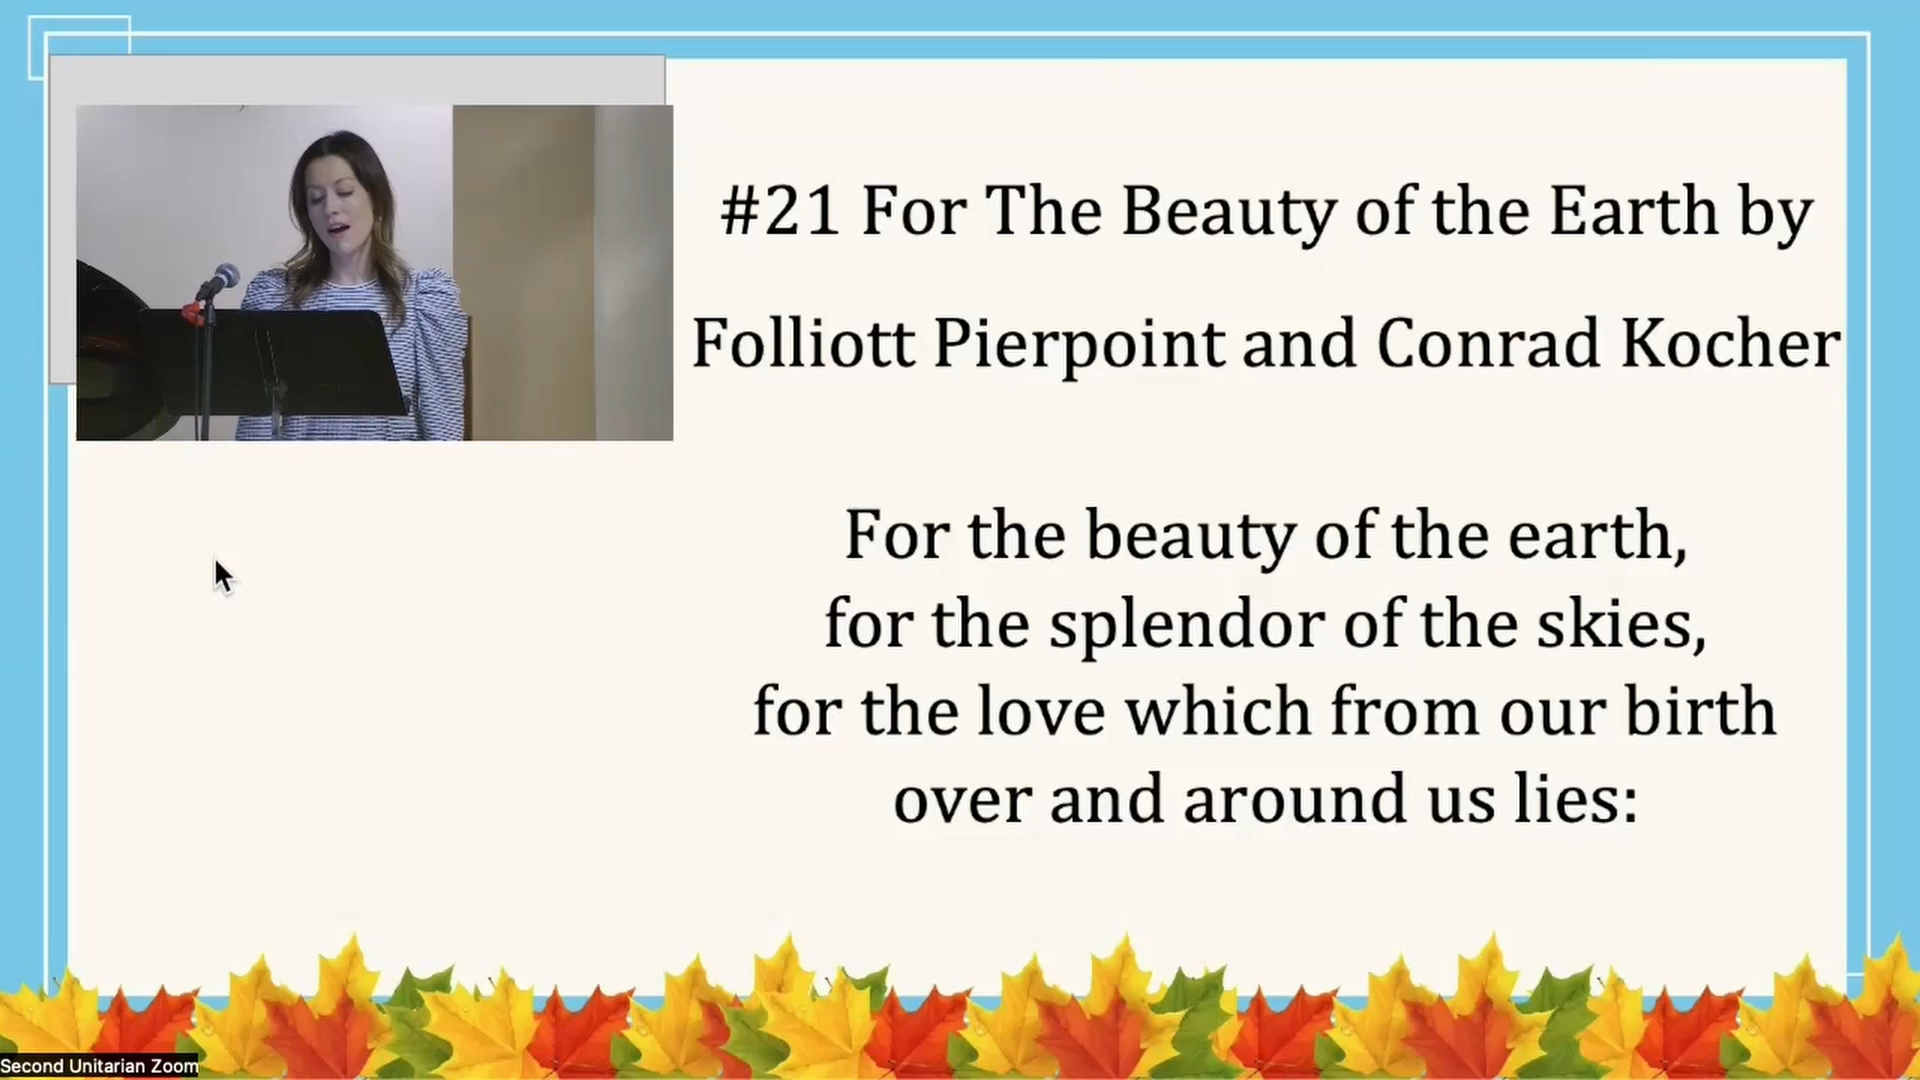 #21 For The Beauty of the Earth by
Folliott Pierpoint and Conrad Kocher
For the beauty of the earth,
for the splendor of the skies,
for the love which from our birth
over and around us lies:
Second Unitarian Zoom